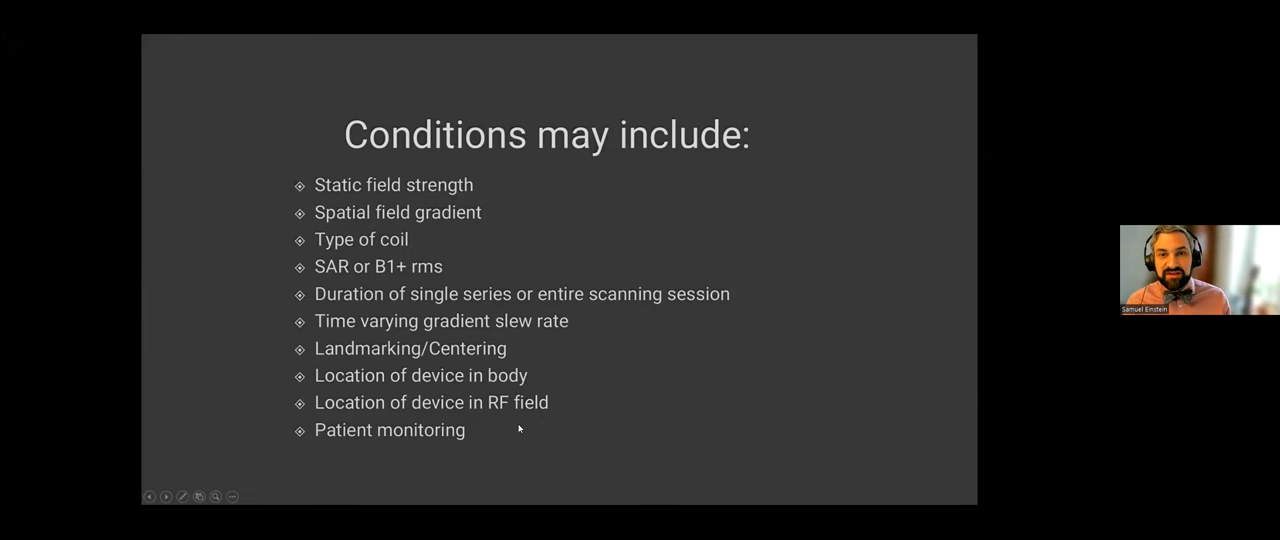 Conditions may include:
Static field strength
Spatial field gradient
Type of coil
SAR or B1+ rms
Duration of single series or entire scanning session
Time varying gradient slew rate
Landmarking/Centering
Location of device in body
Location of device in RF field
Patient monitoring
Samuel Einstein